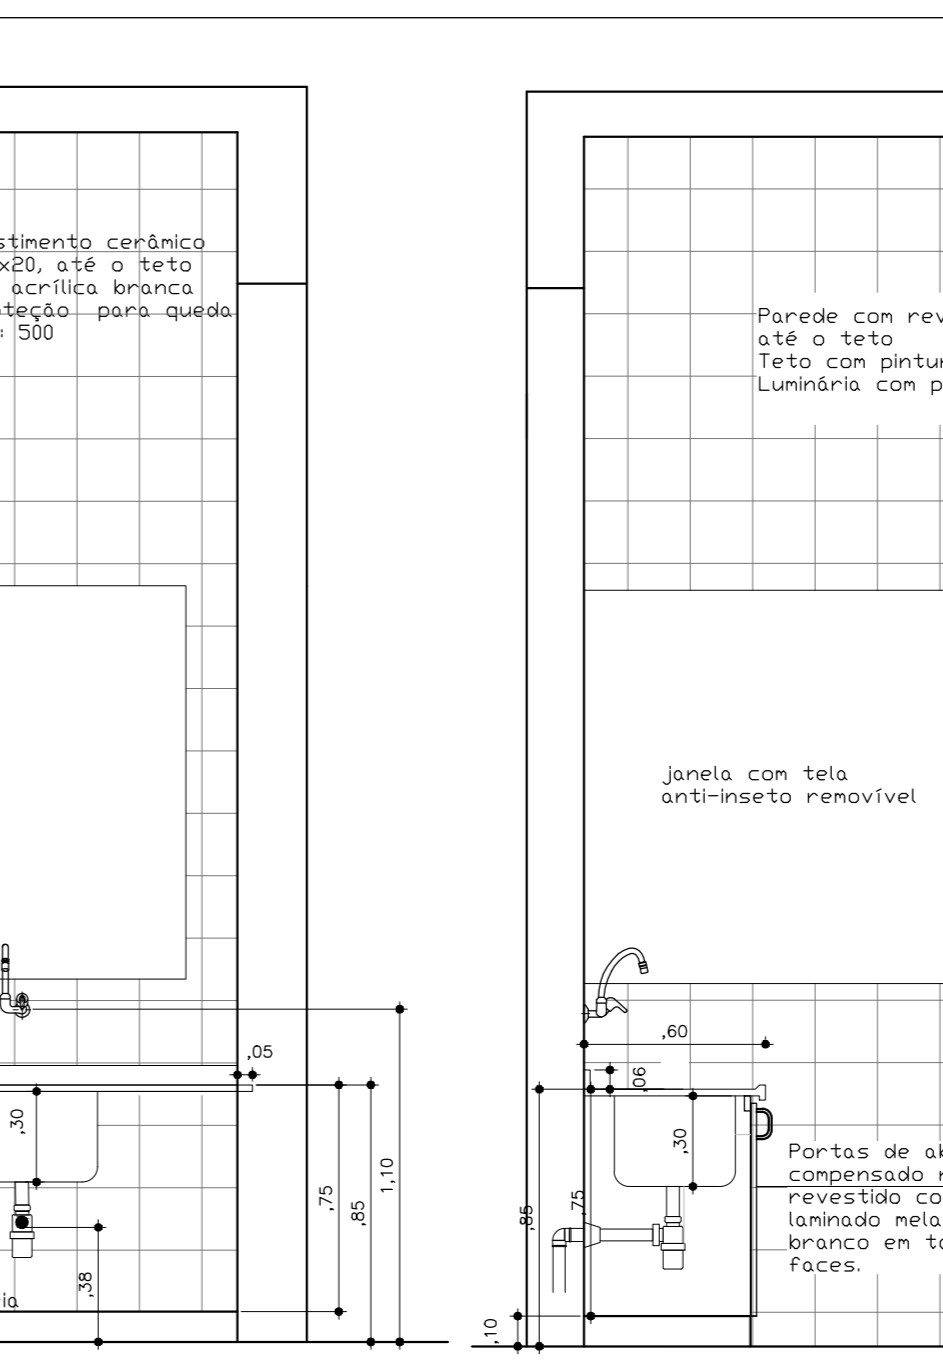 stimento cerâmico
x20, até o teto
acrílica branca
teção para queda
: 500
Parede com rev
até o teto
Teto com pintur
Luminária com p
janela com tela
anti-inseto removível
,05
,60
,06
,30
,30
,75
,85
1,10
,38
,85
,75
,10
Portas de ab
compensado
revestido co
laminado mela
branco em to
faces.
ia